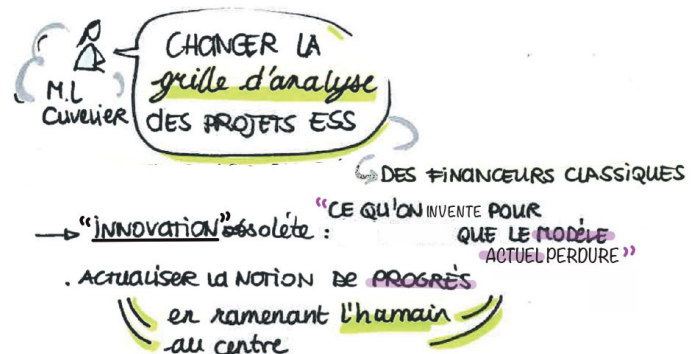 CHANGER LA
grille d'analyse
DES PROJETS ESS
M.L
Cuvelier
DES FINANCEURS CLASSIQUES
→ "INNOVATION" obsolète :
"CE QU'ON INVENTE POUR
QUE LE MODÈLE
ACTUEL PERDURE"
. ACTUALISER LA NOTION DE PROGRÈS
en ramenant l'humain
au centre